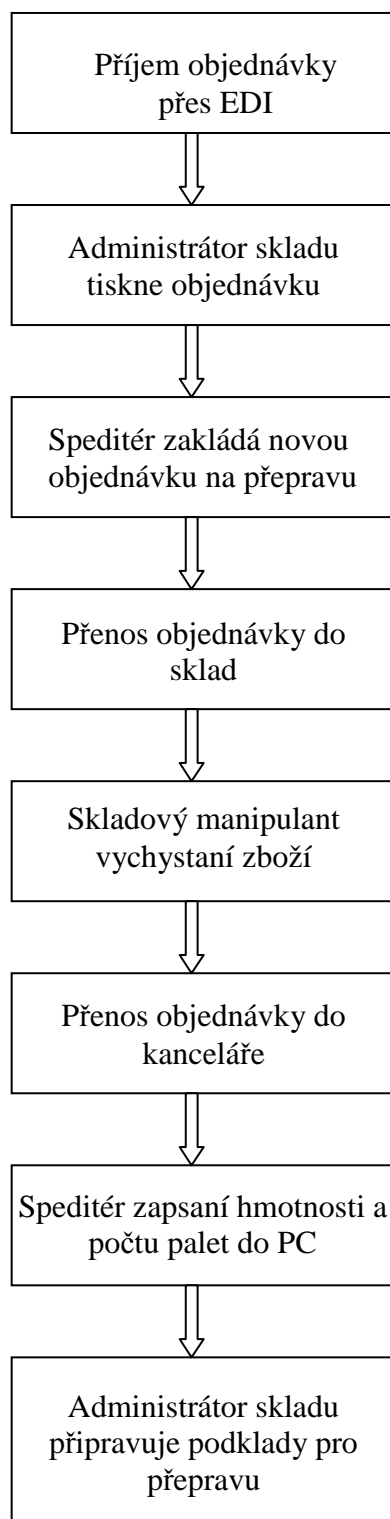 Příjem objednávky
přes EDI
Administrátor skladu
tiskne objednávku
Speditér zakládá novou
objednávku na přepravu
Přenos objednávky do
sklad
Skladový manipulant
vychystaní zboží
Přenos objednávky do
kanceláře
Speditér zapsaní hmotnosti a
počtu palet do PC
Administrátor skladu
připravuje podklady pro
přepravu